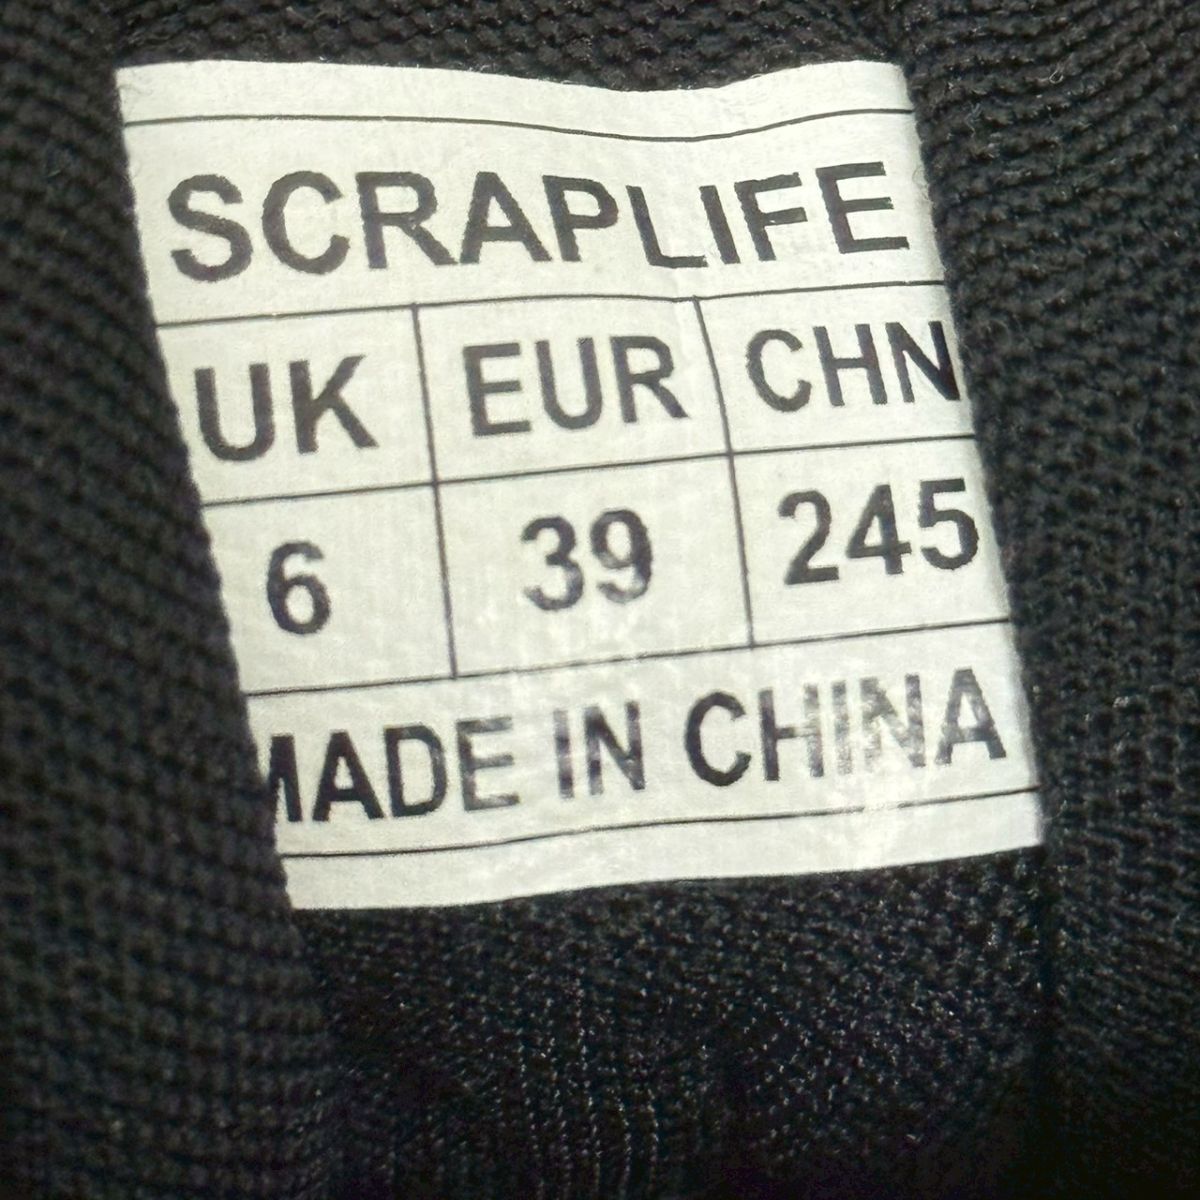 SCRAPLIFE
UK EUR CHN
6 39 245
MADE IN CHINA